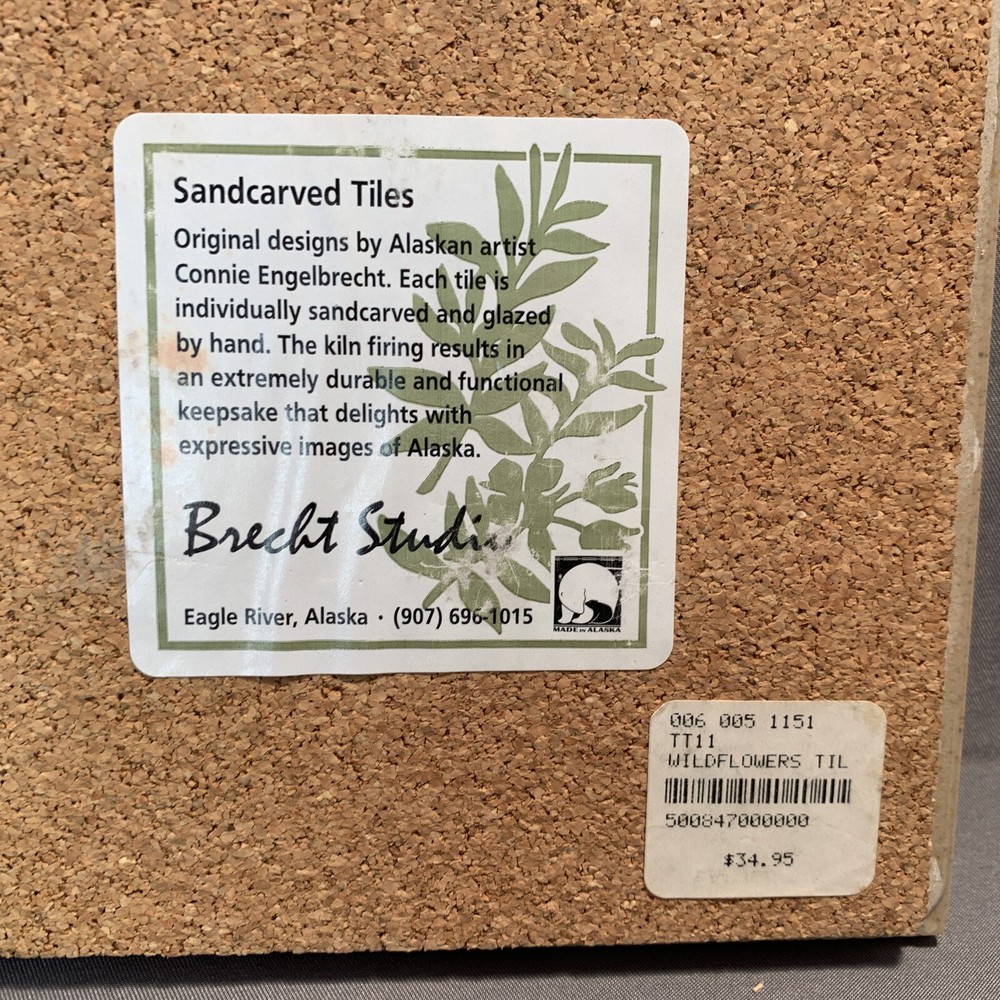 Sandcarved Tiles
Original designs by Alaskan artist
Connie Engelbrecht. Each tile is
individually sandcarved and glazed
by hand. The kiln firing results in
an extremely durable and functional
keepsake that delights with
expressive images of Alaska.
Brecht Studio
Eagle River, Alaska · (907) 696-1015
MADE IN ALASKA
006 005 1151
TT11
WILDFLOWERS TIL
500847000000
$34.95